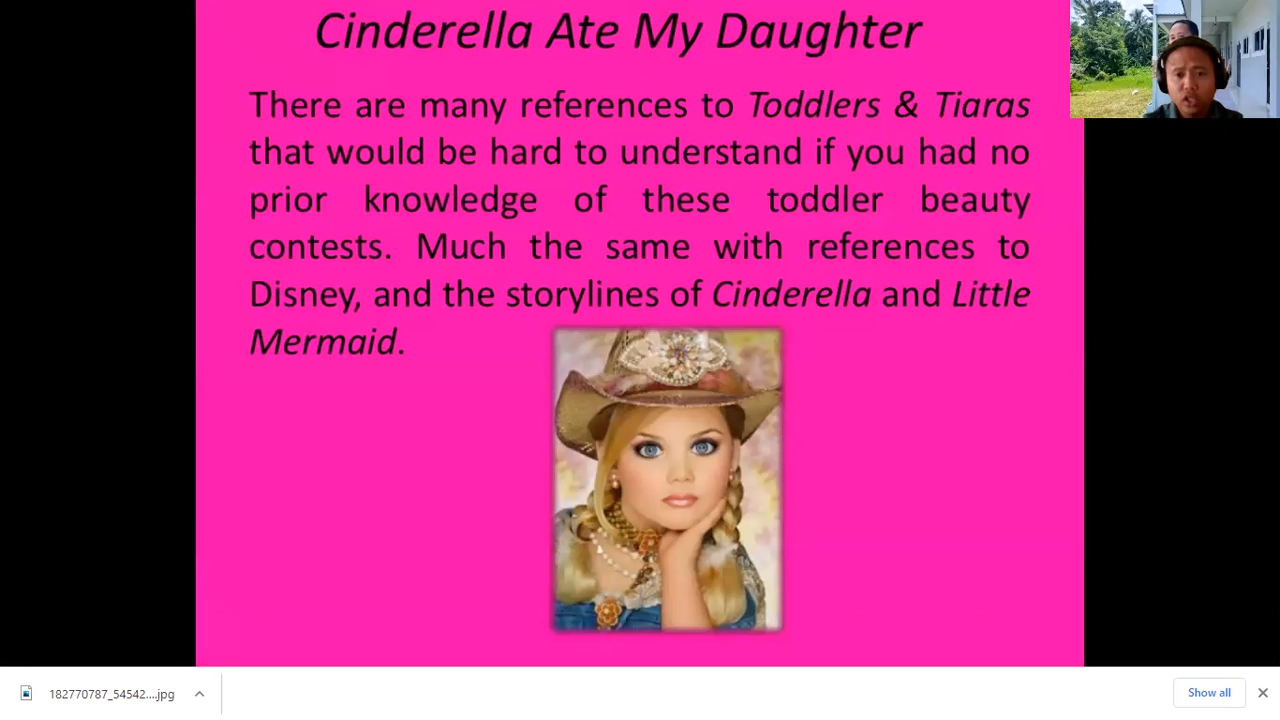 Cinderella Ate My Daughter
There are many references to Toddlers & Tiaras
that would be hard to understand if you had no
prior knowledge of these toddler beauty
contests. Much the same with references to
Disney, and the storylines of Cinderella and Little
Mermaid.
182770787_54542....jpg
Show all